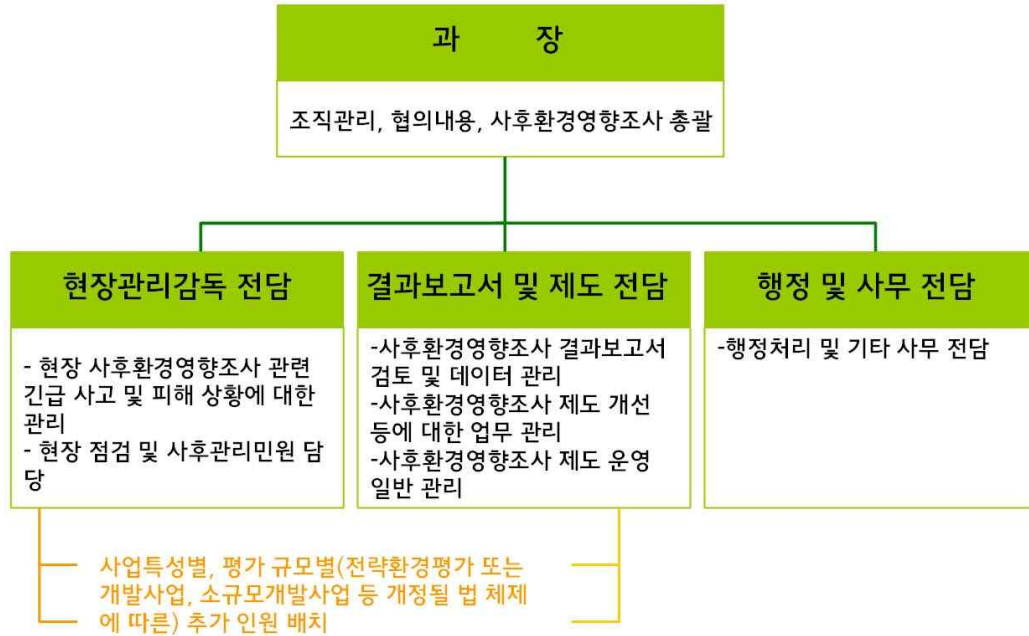 과 장
조직관리, 협의내용, 사후환경영향조사 총괄
현장관리감독 전담
- 현장 사후환경영향조사 관련
긴급 사고 및 피해 상황에 대한
관리
- 현장 점검 및 사후관리민원 담
당
결과보고서 및 제도 전담
-사후환경영향조사 결과보고서
검토 및 데이터 관리
-사후환경영향조사 제도 개선
등에 대한 업무 관리
-사후환경영향조사 제도 운영
일반 관리
행정 및 사무 전담
-행정처리 및 기타 사무 전담
사업특성별, 평가 규모별(전략환경평가 또는
개발사업, 소규모개발사업 등 개정될 법 체제
에 따른) 추가 인원 배치